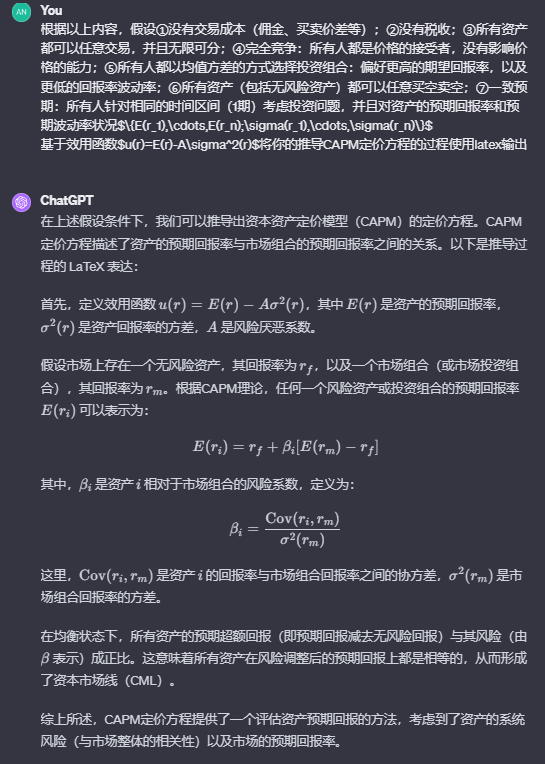 AN
You
根据以上内容，假设①没有交易成本（佣金、买卖价差等）；②没有税收；③所有资产
都可以任意交易，并且无限可分；④完全竞争：所有人都是价格的接受者，没有影响价
格的能力；⑤所有人都以均值方差的方式选择投资组合：偏好更高的期望回报率，以及
更低的回报率波动率；⑥所有资产（包括无风险资产）都可以任意买空卖空；⑦一致预
期：所有人针对相同的时间区间（1期）考虑投资问题，并且对资产的预期回报率和预
期波动率状况$\{E(r_1),\cdots,E(r_n);\sigma(r_1),\cdots,\sigma(r_n)\}$
基于效用函数$u(r)=E(r)-A\sigma^2(r)$将你的推导CAPM定价方程的过程使用latex输出
ChatGPT
在上述假设条件下，我们可以推导出资本资产定价模型（CAPM）的定价方程。CAPM
定价方程描述了资产的预期回报率与市场组合的预期回报率之间的关系。以下是推导过
程的 LaTeX 表达：
首先，定义效用函数 u(r) = E(r) − Aσ²(r)，其中 E(r) 是资产的预期回报率，
σ²(r) 是资产回报率的方差，A 是风险厌恶系数。
假设市场上存在一个无风险资产，其回报率为 r_f，以及一个市场组合（或市场投资组
合），其回报率为 r_m。根据CAPM理论，任何一个风险资产或投资组合的预期回报率
E(r_i) 可以表示为：
E(r_i) = r_f + β_i[E(r_m) − r_f]
其中，β_i 是资产 i 相对于市场组合的风险系数，定义为：
β_i = Cov(r_i, r_m) / σ²(r_m)
这里，Cov(r_i, r_m) 是资产 i 的回报率与市场组合回报率之间的协方差，σ²(r_m) 是市
场组合回报率的方差。
在均衡状态下，所有资产的预期超额回报（即预期回报减去无风险回报）与其风险（由
β 表示）成正比。这意味着所有资产在风险调整后的预期回报上都是相等的，从而形成
了资本市场线（CML）。
综上所述，CAPM定价方程提供了一个评估资产预期回报的方法，考虑到了资产的系统
风险（与市场整体的相关性）以及市场的预期回报率。